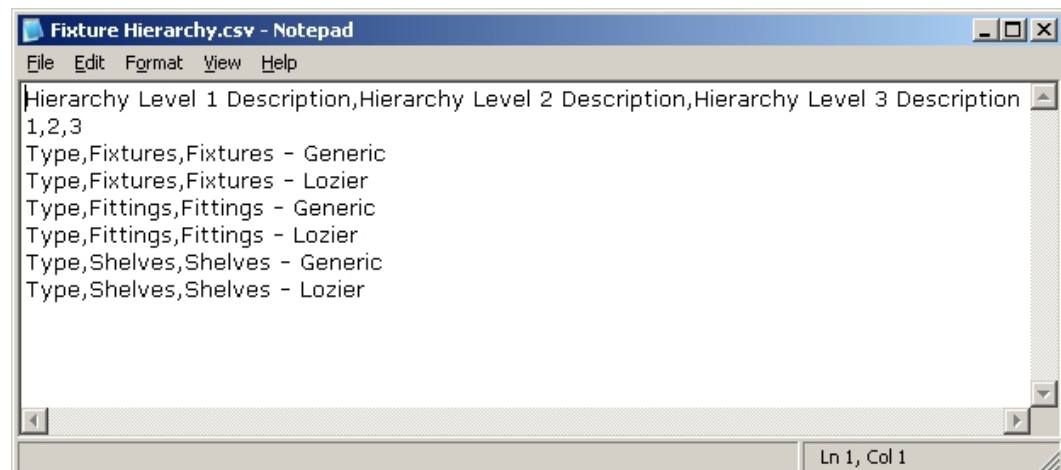 Fixture Hierarchy.csv - Notepad
File Edit Format View Help
Hierarchy Level 1 Description,Hierarchy Level 2 Description,Hierarchy Level 3 Description
1,2,3
Type,Fixtures,Fixtures - Generic
Type,Fixtures,Fixtures - Lozier
Type,Fittings,Fittings - Generic
Type,Fittings,Fittings - Lozier
Type,Shelves,Shelves - Generic
Type,Shelves,Shelves - Lozier
Ln 1, Col 1